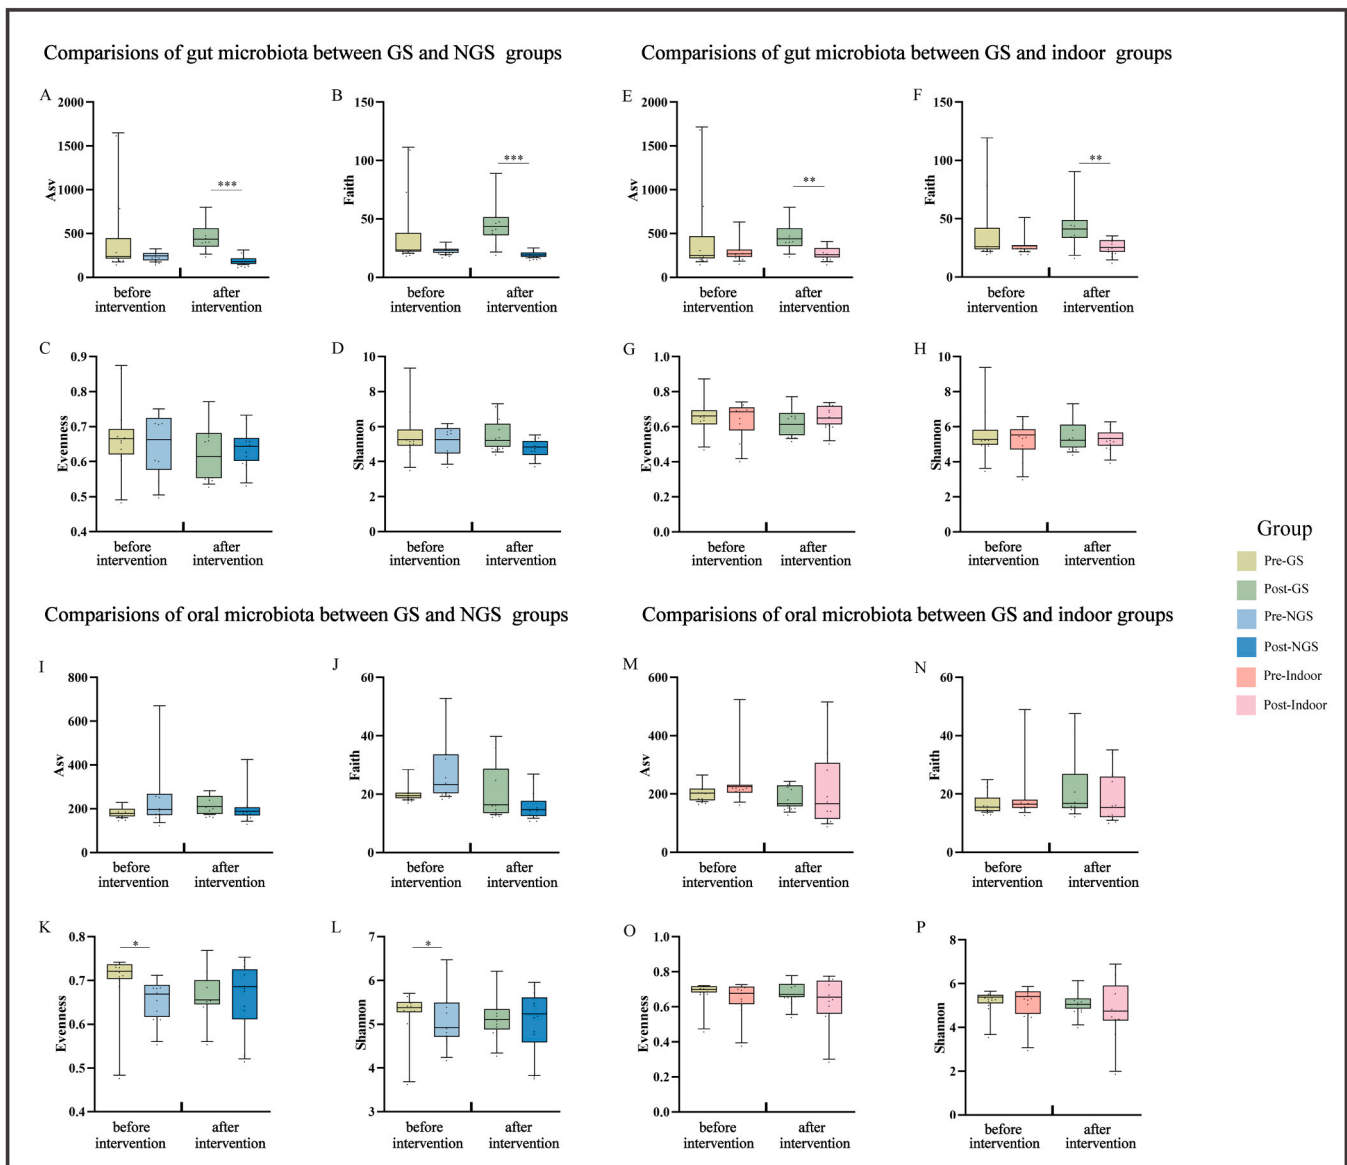 Comparisions of gut microbiota between GS and NGS groups
Comparisions of gut microbiota between GS and indoor groups
A
2000
1500
1000
500
0
Asv
***
before intervention
after intervention
B
150
100
50
0
Faith
***
before intervention
after intervention
E
2000
1500
1000
500
0
Asv
**
before intervention
after intervention
F
150
100
50
0
Faith
**
before intervention
after intervention
C
0.9
0.8
0.7
0.6
0.5
0.4
Evenness
before intervention
after intervention
D
10
8
6
4
2
0
Shannon
before intervention
after intervention
G
1.0
0.8
0.6
0.4
0.2
0.0
Evenness
before intervention
after intervention
H
10
8
6
4
2
0
Shannon
before intervention
after intervention
Group
Pre-GS
Post-GS
Pre-NGS
Post-NGS
Pre-Indoor
Post-Indoor
Comparisions of oral microbiota between GS and NGS groups
Comparisions of oral microbiota between GS and indoor groups
I
800
600
400
200
0
Asv
before intervention
after intervention
J
60
40
20
0
Faith
before intervention
after intervention
M
600
400
200
0
Asv
before intervention
after intervention
N
60
40
20
0
Faith
before intervention
after intervention
K
0.8
0.7
0.6
0.5
0.4
Evenness
*
before intervention
after intervention
L
7
6
5
4
3
Shannon
*
before intervention
after intervention
O
1.0
0.8
0.6
0.4
0.2
0.0
Evenness
before intervention
after intervention
P
8
6
4
2
0
Shannon
before intervention
after intervention